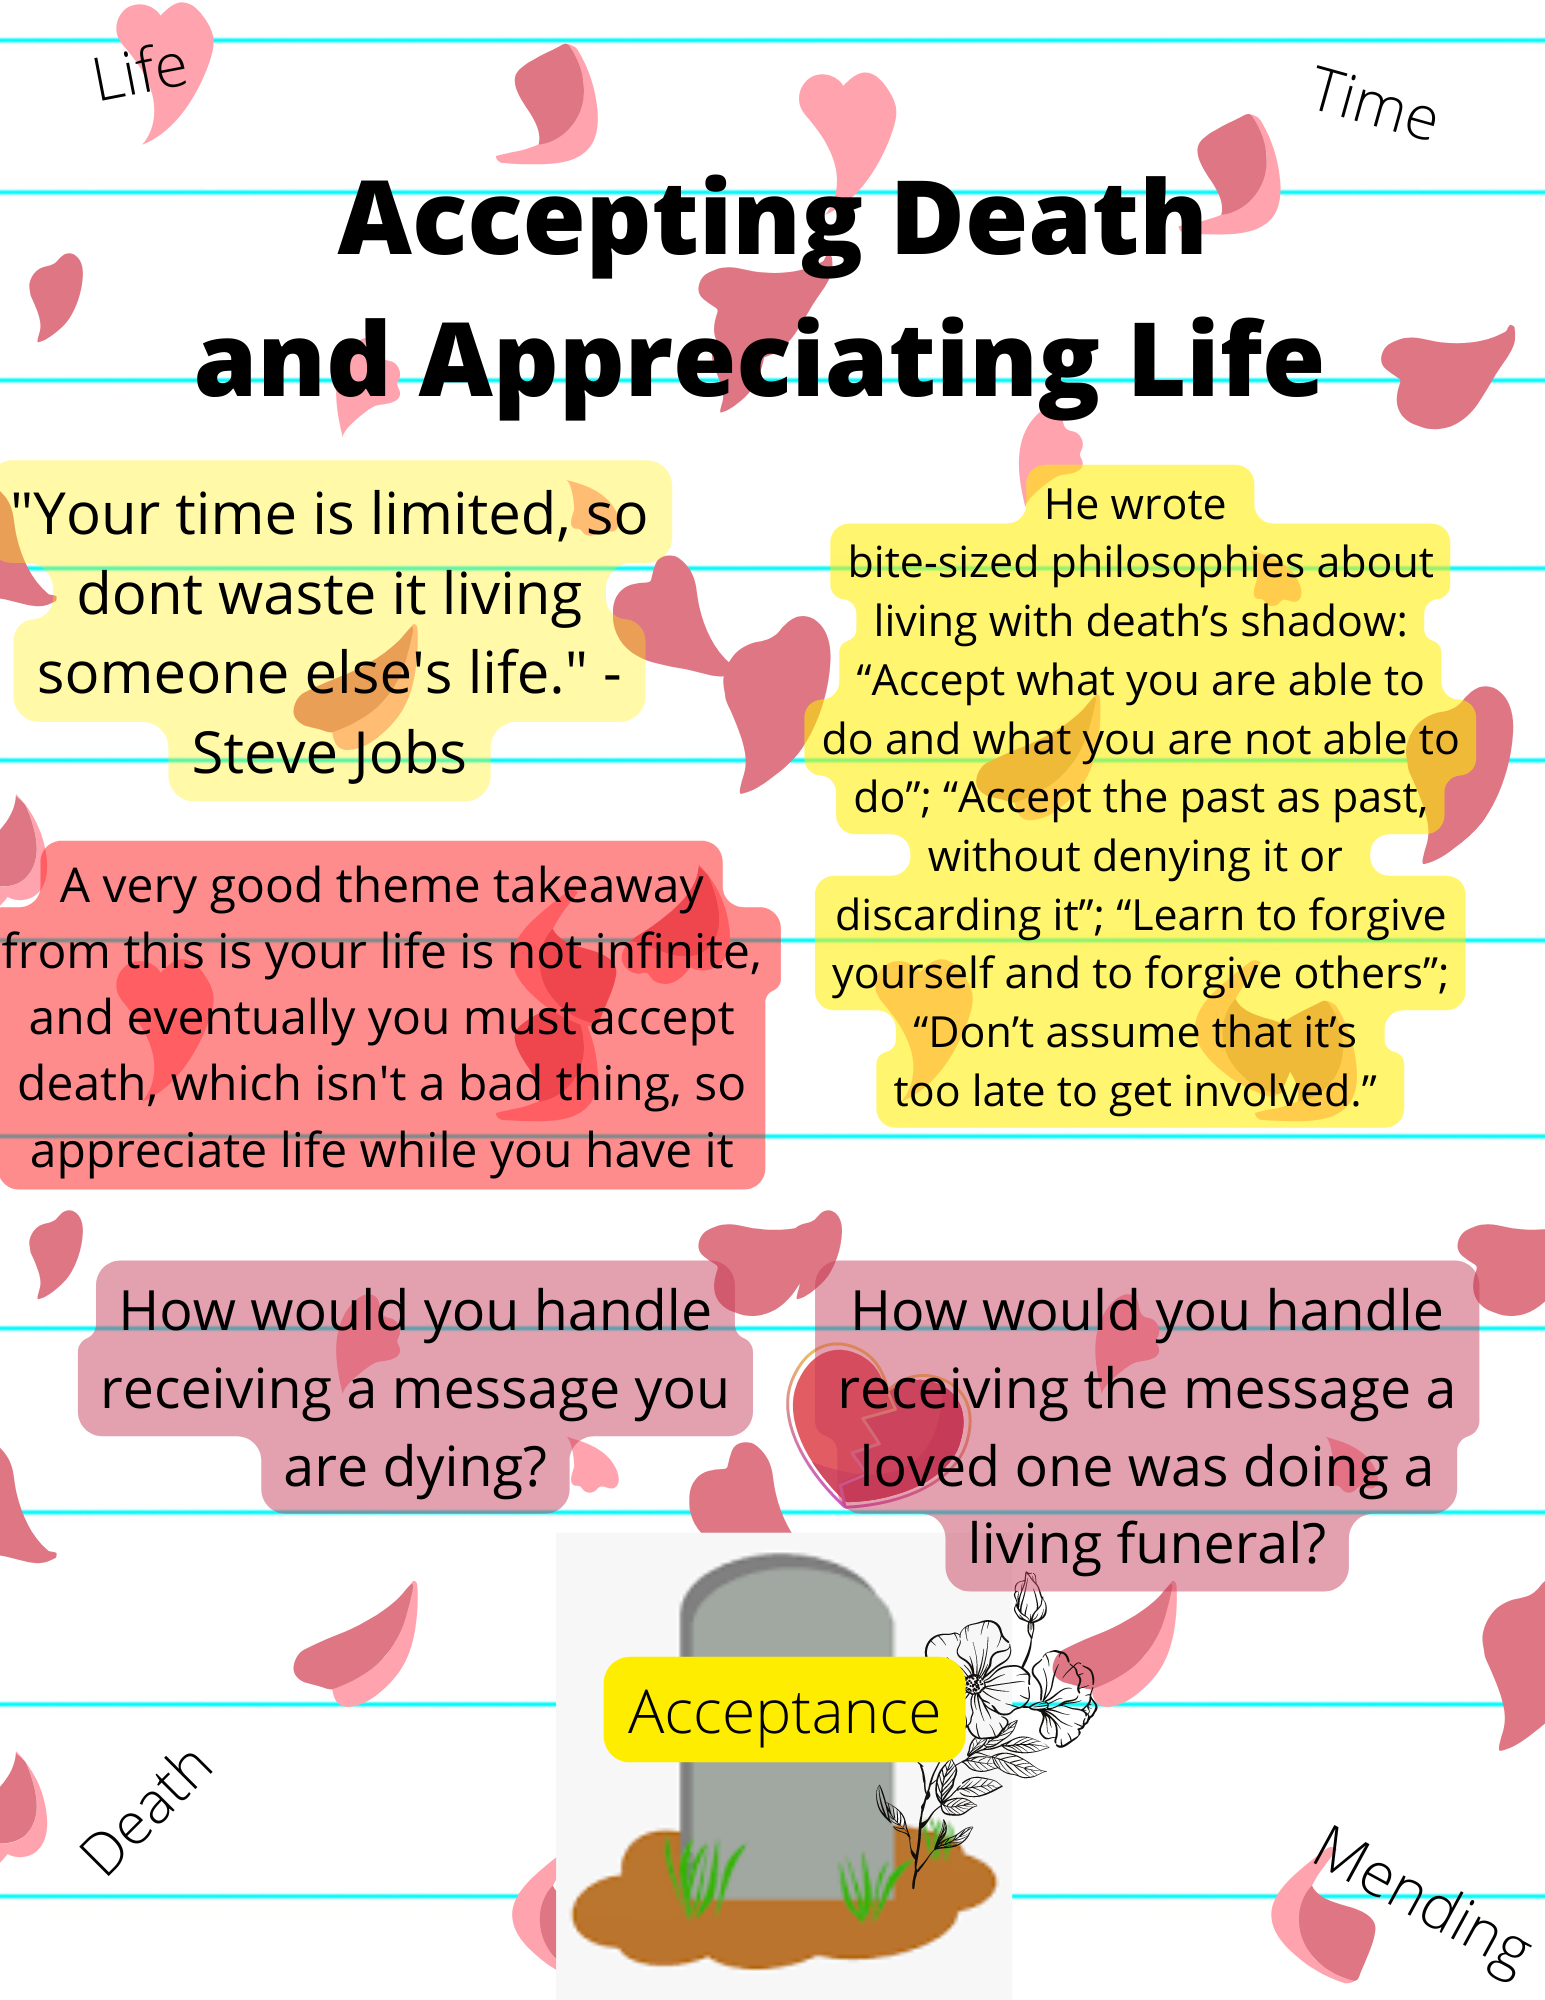 Life
Time
Accepting Death
and Appreciating Life
"Your time is limited, so
dont waste it living
someone else's life." -
Steve Jobs
He wrote
bite-sized philosophies about
living with death’s shadow:
“Accept what you are able to
do and what you are not able to
do”; “Accept the past as past,
without denying it or
discarding it”; “Learn to forgive
yourself and to forgive others”;
“Don’t assume that it’s
too late to get involved.”
A very good theme takeaway
from this is your life is not infinite,
and eventually you must accept
death, which isn't a bad thing, so
appreciate life while you have it
How would you handle
receiving a message you
are dying?
How would you handle
receiving the message a
loved one was doing a
living funeral?
Acceptance
Death
Mending